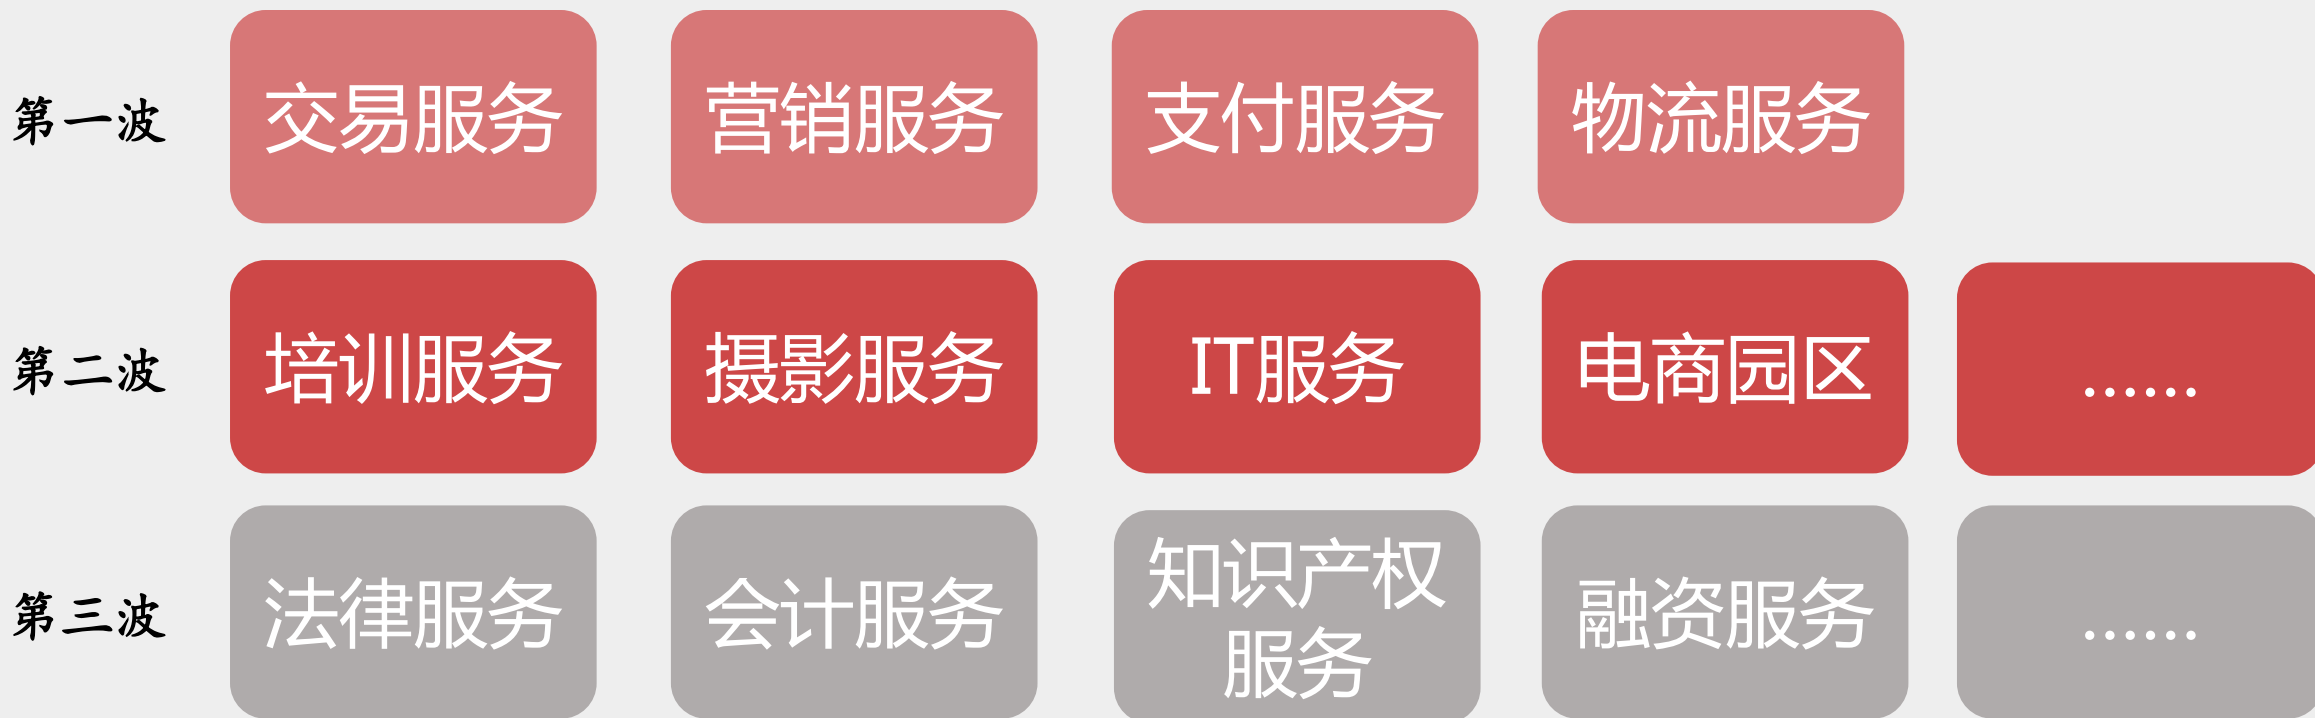 第一波
交易服务
营销服务
支付服务
物流服务
第二波
培训服务
摄影服务
IT服务
电商园区
……
第三波
法律服务
会计服务
知识产权
服务
融资服务
……